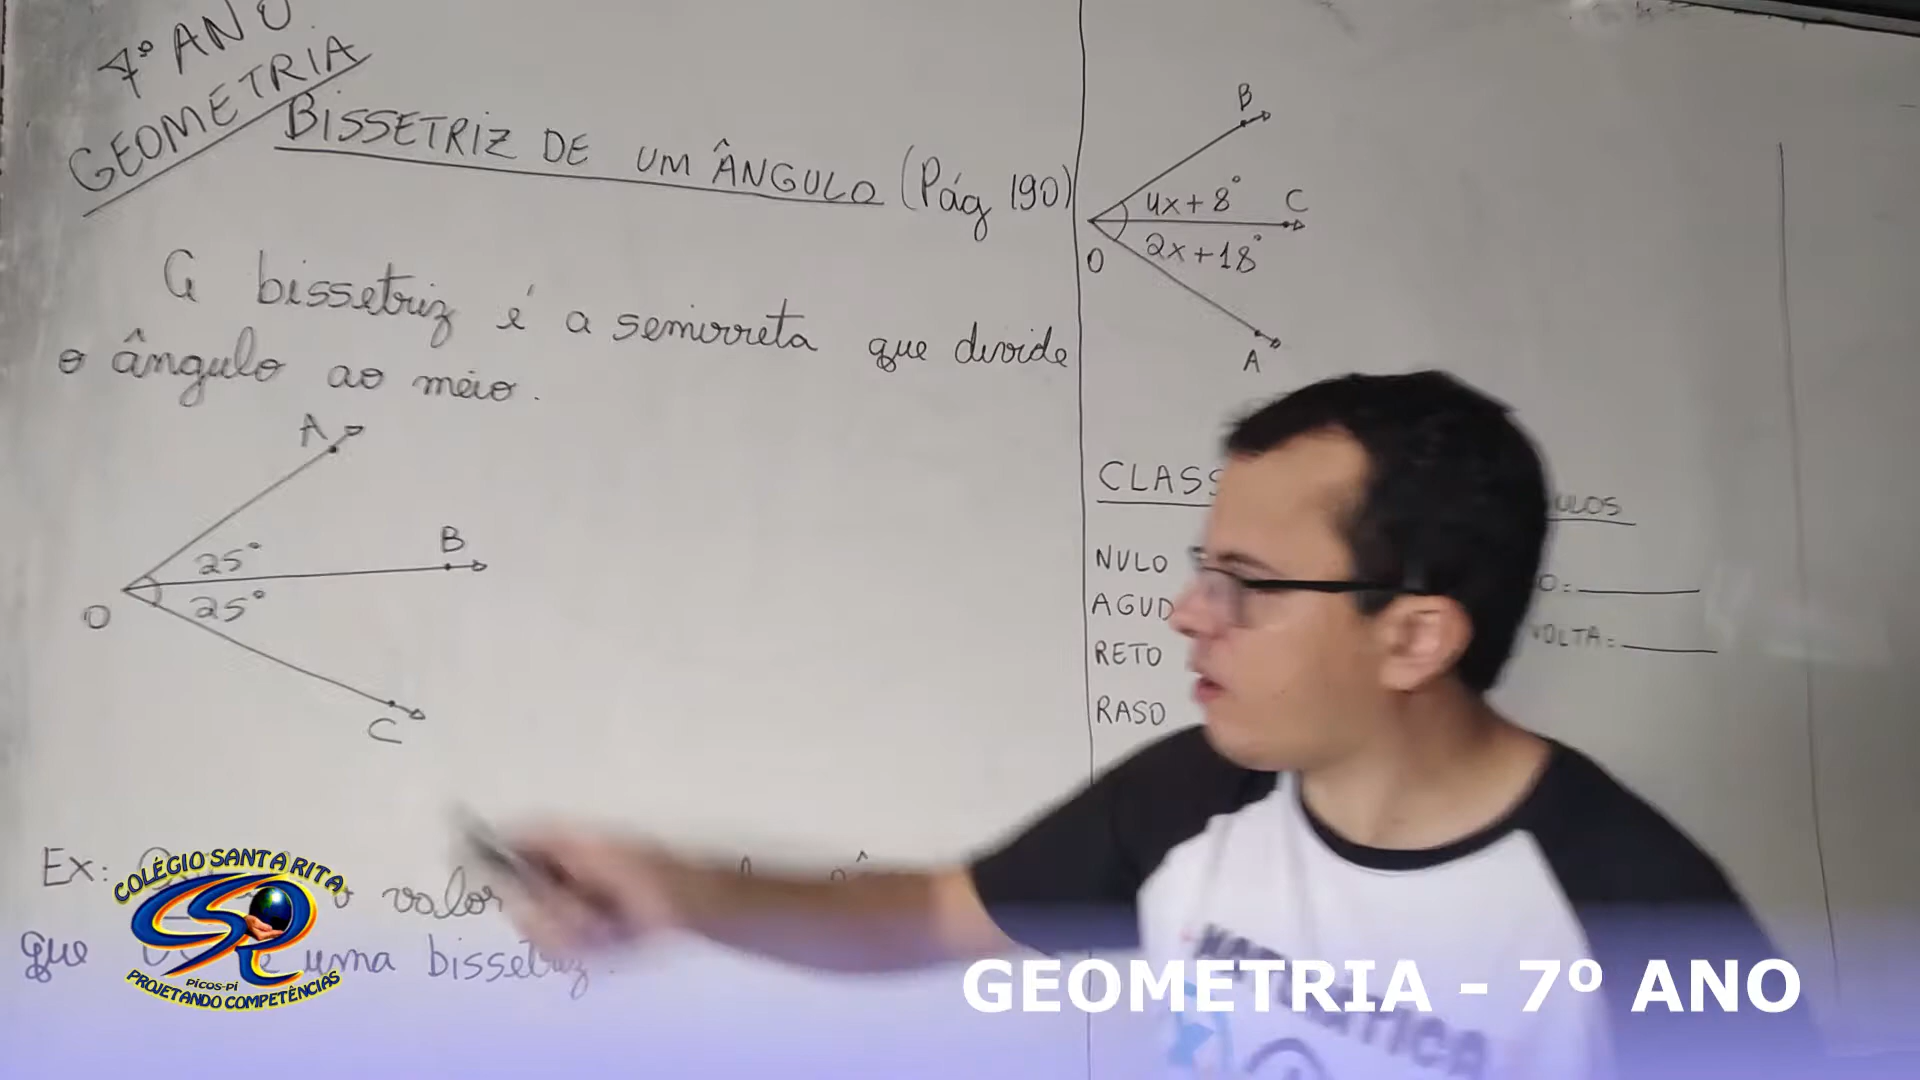 7º ANO
GEOMETRIA
BISSETRIZ DE UM ÂNGULO (Pág 190)
A bissetriz é a semirreta que divide
o ângulo ao meio.
A
25°
B
25°
O
C
Ex: o valor
que é uma bissetriz.
B
4x+8°
C
2x+18°
O
A
NULO
RETO
RASO
VOLTA=
COLÉGIO SANTA RITA
CSR
PICOS-PI
PROJETANDO COMPETÊNCIAS
GEOMETRIA - 7º ANO